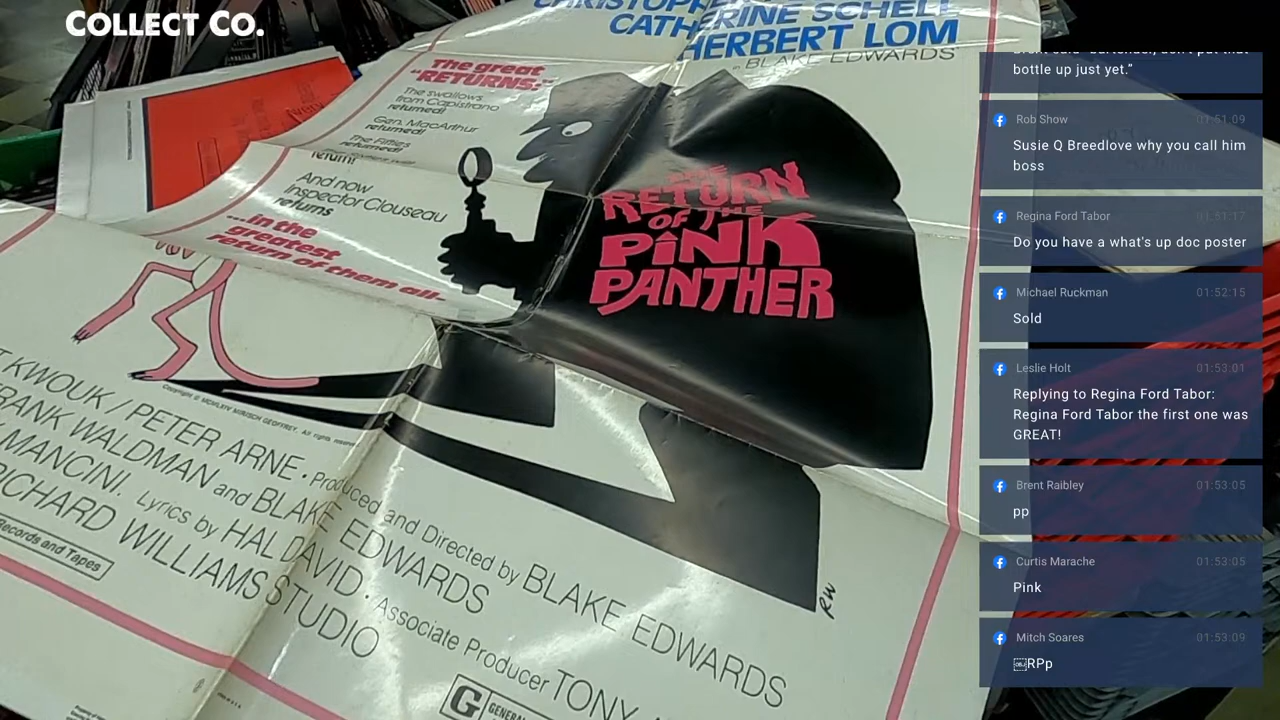 COLLECT CO.
CATHERINE SCHELL
HERBERT LOM
BLAKE EDWARDS
The great
"RETURNS:"
The swallows
from Capistrano
returned!
Gen. MacArthur
returned!
The Fifties
returned!
return!
And now
Inspector Clouseau
returns
...in the
greatest
return of them all.
THE
RETURN
OF THE
PiNK
PANTHER
KWOUK / PETER ARNE • Produced and Directed by BLAKE EDWARDS
FRANK WALDMAN and BLAKE EDWARDS
MANCINI. Lyrics by HAL DAVID • Associate Producer TONY
RICHARD WILLIAMS STUDIO
Records and Tapes
RW
G
bottle up just yet."
Rob Show 01:51:09
Susie Q Breedlove why you call him
boss
Regina Ford Tabor 01:51:17
Do you have a what's up doc poster
Michael Ruckman 01:52:15
Sold
Leslie Holt 01:53:01
Replying to Regina Ford Tabor:
Regina Ford Tabor the first one was
GREAT!
Brent Raibley 01:53:05
pp
Curtis Marache 01:53:05
Pink
Mitch Soares 01:53:09
RPp